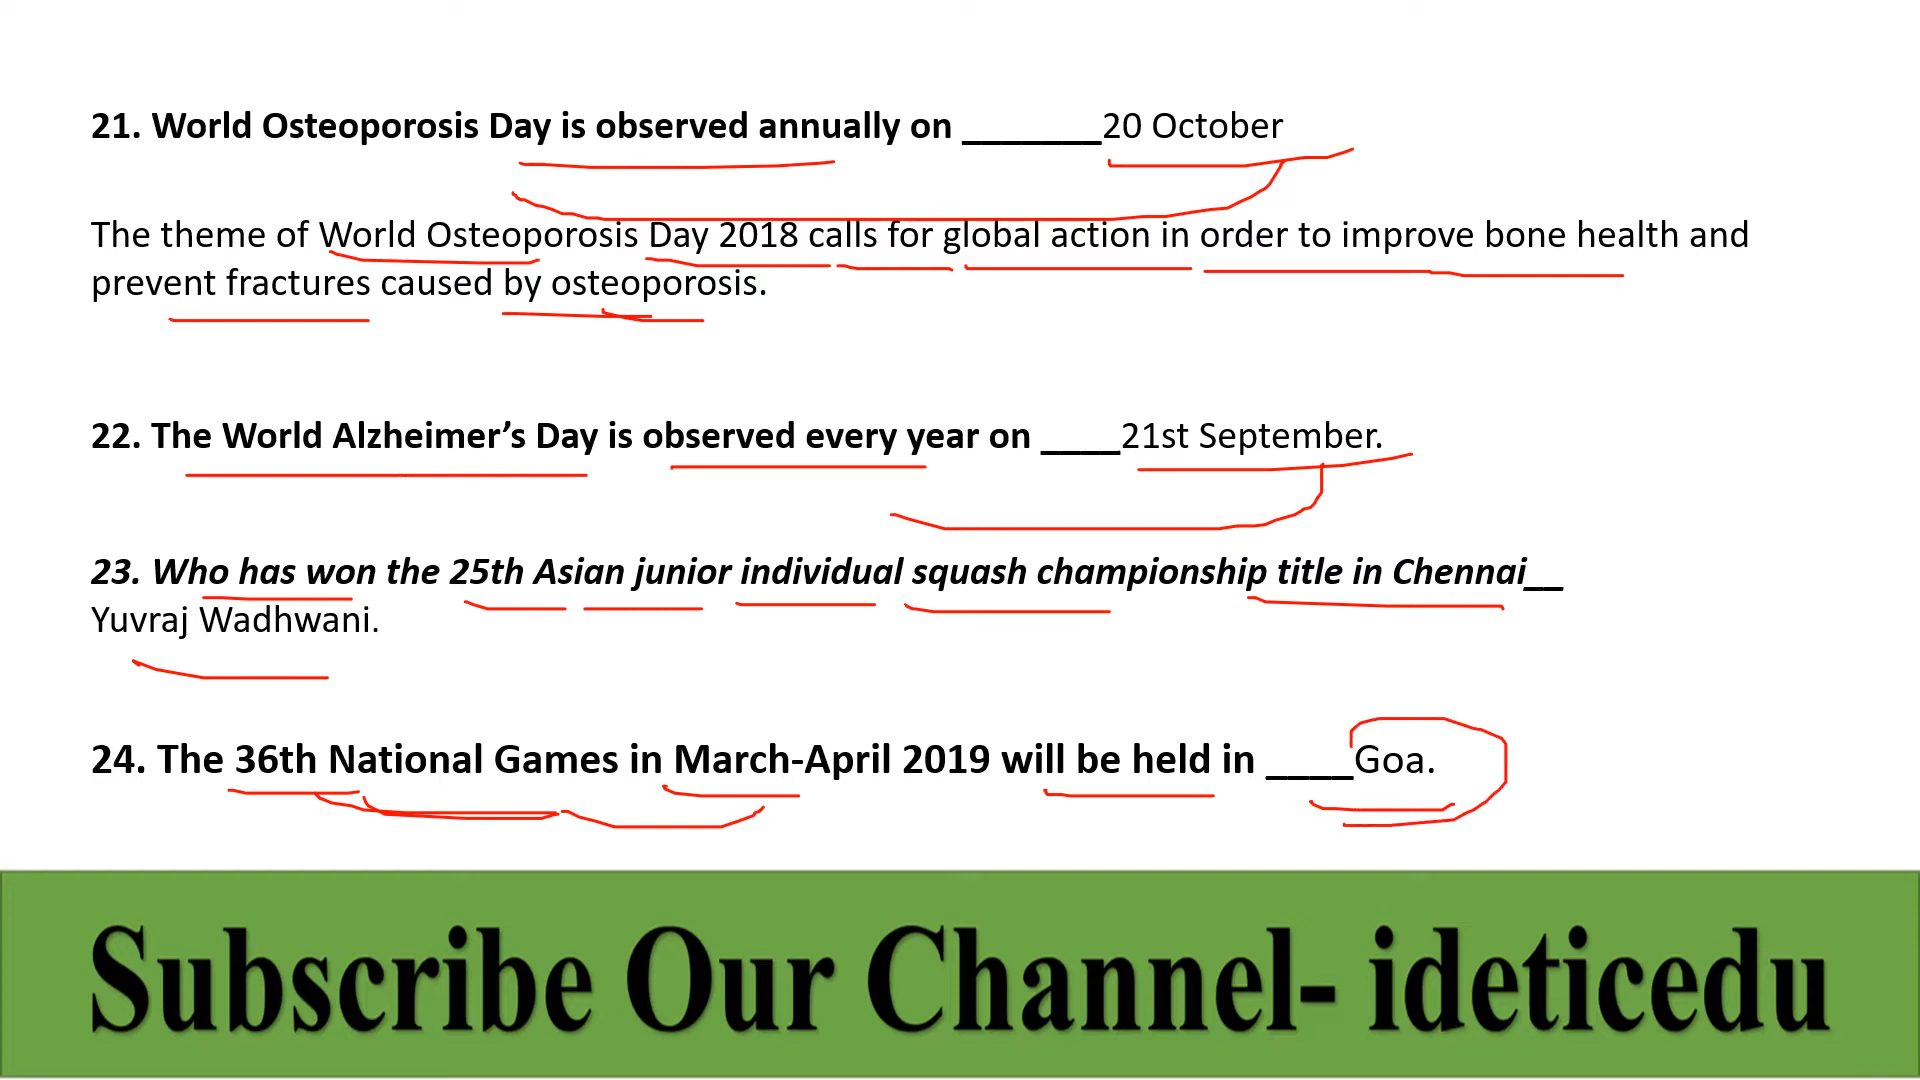 21. World Osteoporosis Day is observed annually on _______20 October
The theme of World Osteoporosis Day 2018 calls for global action in order to improve bone health and
prevent fractures caused by osteoporosis.
22. The World Alzheimer’s Day is observed every year on ____21st September.
23. Who has won the 25th Asian junior individual squash championship title in Chennai__
Yuvraj Wadhwani.
24. The 36th National Games in March-April 2019 will be held in ____Goa.
Subscribe Our Channel- ideticedu